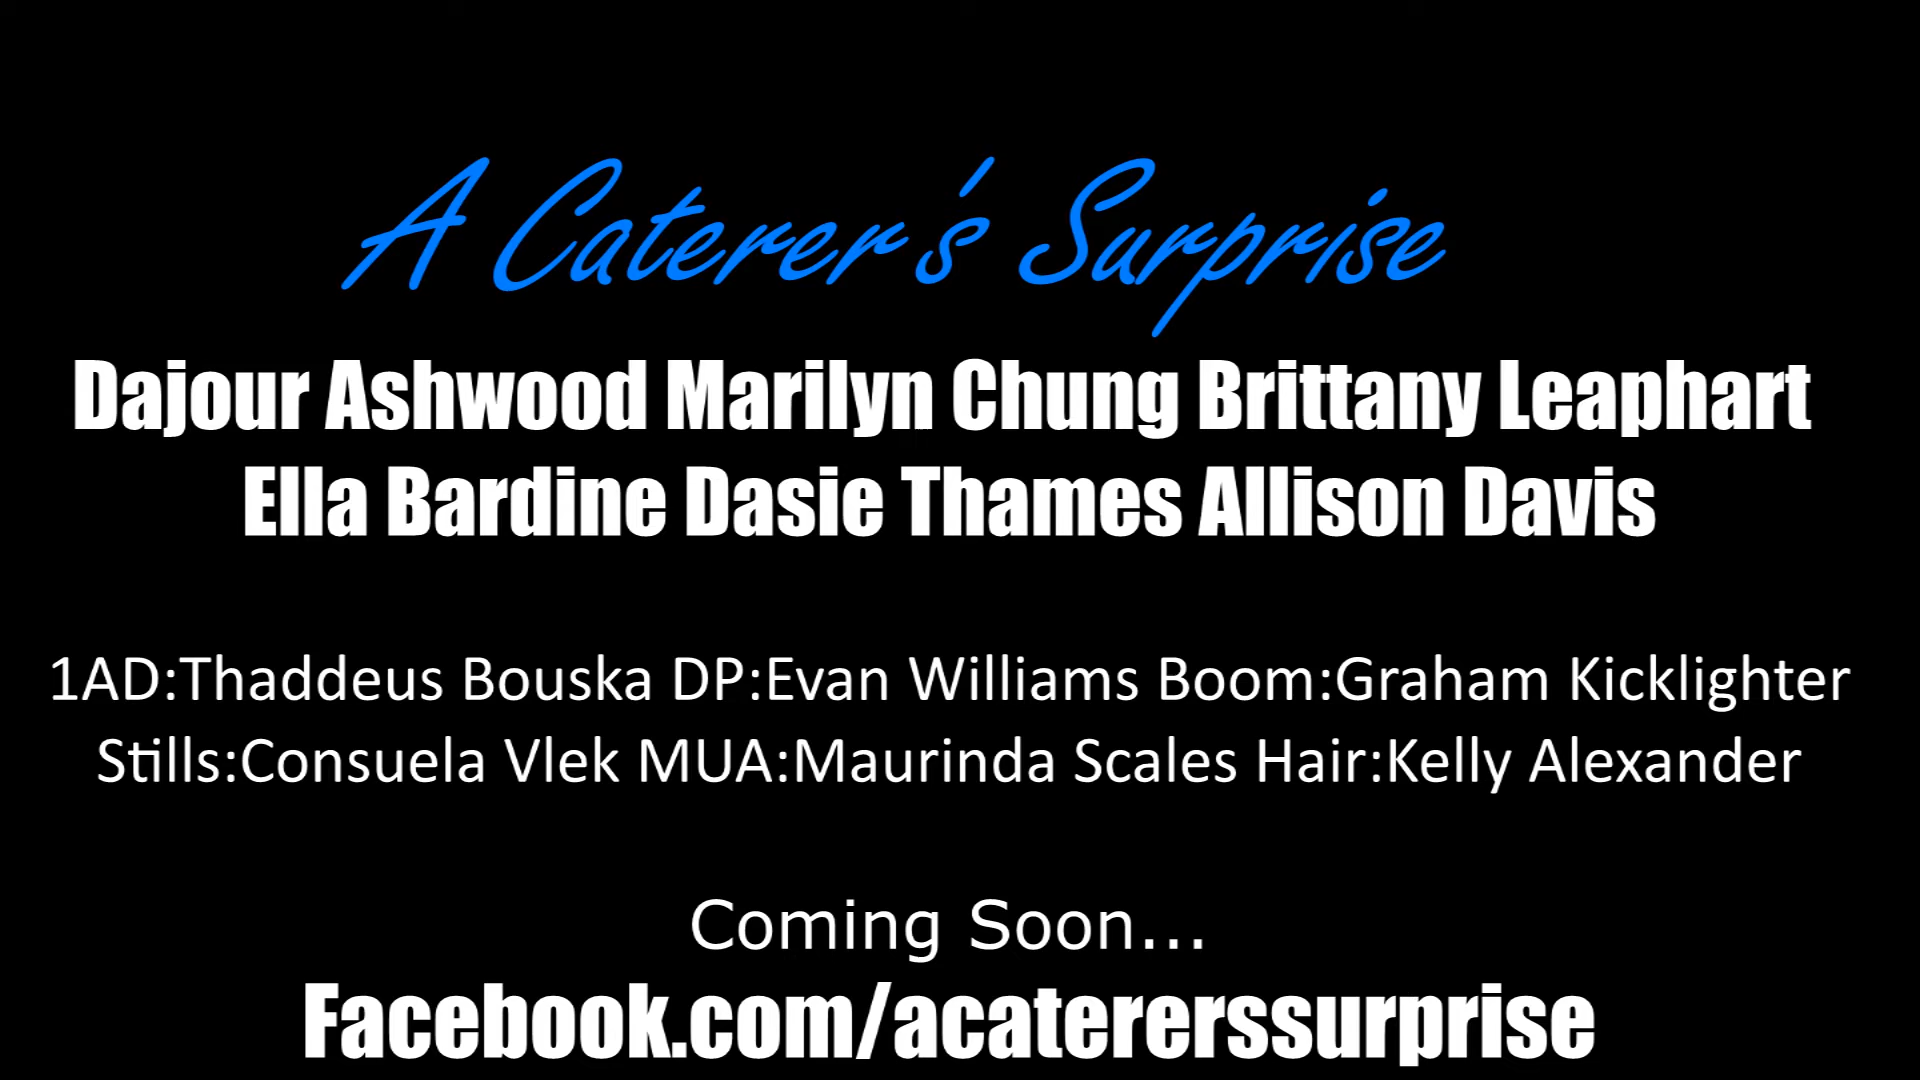 A Caterer's Surprise
Dajour Ashwood Marilyn Chung Brittany Leaphart
Ella Bardine Dasie Thames Allison Davis
1AD:Thaddeus Bouska DP:Evan Williams Boom:Graham Kicklighter
Stills:Consuela Vlek MUA:Maurinda Scales Hair:Kelly Alexander
Coming Soon...
Facebook.com/acatererssurprise